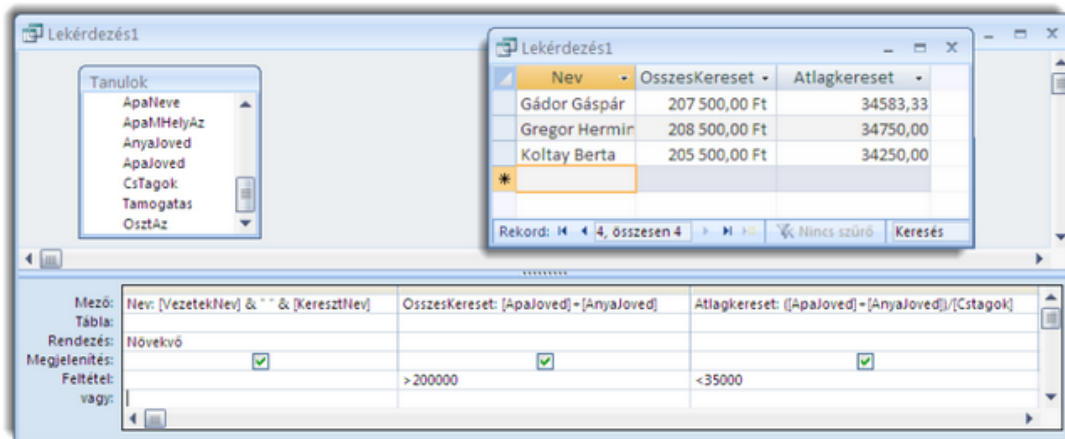 Lekérdezés1
Tanulok
ApaNeve
ApaMHelyAz
AnyaJoved
ApaJoved
CsTagok
Tamogatas
OsztAz
Lekérdezés1
Nev OsszesKereset Atlagkereset
Gádor Gáspár 207 500,00 Ft 34583,33
Gregor Hermin 208 500,00 Ft 34750,00
Koltay Berta 205 500,00 Ft 34250,00
Rekord: 4, összesen 4 Nincs szűrő Keresés
Mező: Nev: [VezetekNev] & " " & [KeresztNev] OsszesKereset: [ApaJoved]+[AnyaJoved] Atlagkereset: ([ApaJoved]+[AnyaJoved])/[Cstagok]
Tábla:
Rendezés: Növekvő
Megjelenítés:
Feltétel: >200000 <35000
vagy: